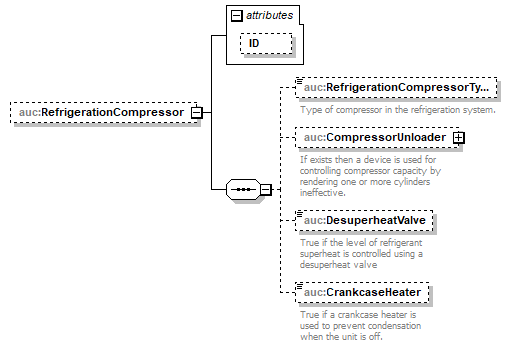 attributes
ID
auc:RefrigerationCompressor
auc:RefrigerationCompressorTy...
Type of compressor in the refrigeration system.
auc:CompressorUnloader
If exists then a device is used for
controlling compressor capacity by
rendering one or more cylinders
ineffective.
auc:DesuperheatValve
True if the level of refrigerant
superheat is controlled using a
desuperheat valve
auc:CrankcaseHeater
True if a crankcase heater is
used to prevent condensation
when the unit is off.